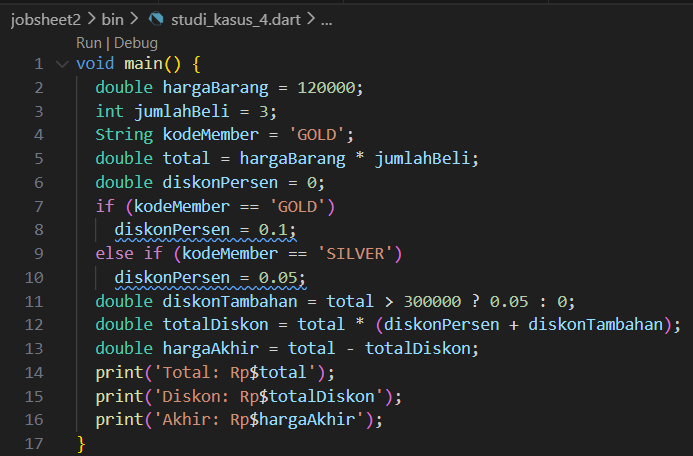 jobsheet2 > bin > studi_kasus_4.dart > ...
Run | Debug
1 void main() {
2 double hargaBarang = 120000;
3 int jumlahBeli = 3;
4 String kodeMember = 'GOLD';
5 double total = hargaBarang * jumlahBeli;
6 double diskonPersen = 0;
7 if (kodeMember == 'GOLD')
8 diskonPersen = 0.1;
9 else if (kodeMember == 'SILVER')
10 diskonPersen = 0.05;
11 double diskonTambahan = total > 300000 ? 0.05 : 0;
12 double totalDiskon = total * (diskonPersen + diskonTambahan);
13 double hargaAkhir = total - totalDiskon;
14 print('Total: Rp$total');
15 print('Diskon: Rp$totalDiskon');
16 print('Akhir: Rp$hargaAkhir');
17 }